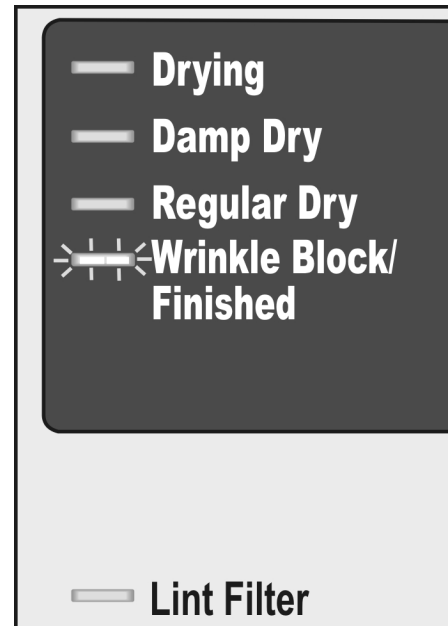 Drying
Damp Dry
Regular Dry
Wrinkle Block/
Finished
Lint Filter